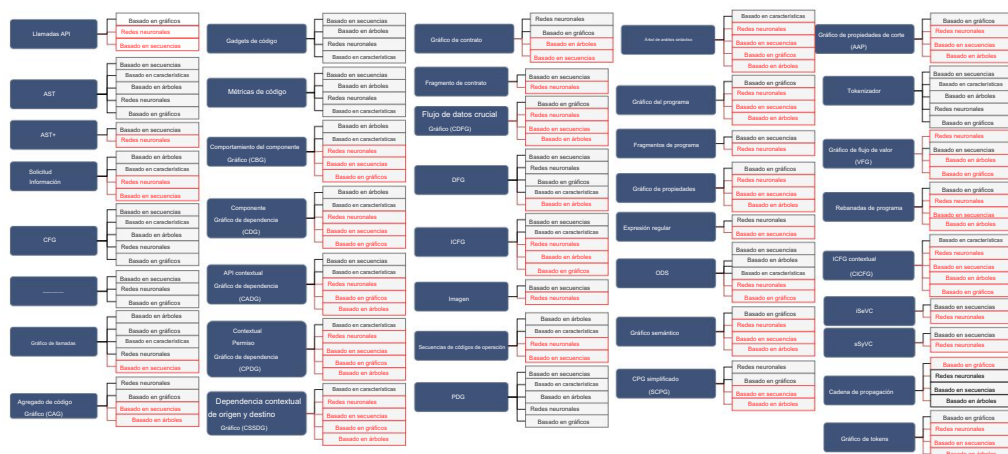 Llamadas API
Basado en gráficos
Redes neuronales
Basado en secuencias
AST
Basado en secuencias
Basado en características
Basado en árboles
Redes neuronales
Basado en gráficos
AST+
Basado en secuencias
Redes neuronales
Solicitud
Información
Basado en árboles
Basado en características
Redes neuronales
Basado en secuencias
CFG
Basado en secuencias
Basado en características
Basado en árboles
Redes neuronales
Basado en gráficos
Basado en secuencias
Redes neuronales
Basado en gráficos
Gráfico de llamadas
Basado en árboles
Basado en gráficos
Basado en características
Redes neuronales
Basado en secuencias
Agregado de código
Gráfico (CAG)
Redes neuronales
Basado en gráficos
Basado en secuencias
Basado en árboles
Gadgets de código
Basado en secuencias
Basado en árboles
Redes neuronales
Basado en características
Métricas de código
Basado en árboles
Basado en secuencias
Redes neuronales
Basado en características
Comportamiento del componente
Gráfico (CBG)
Basado en árboles
Basado en características
Redes neuronales
Basado en secuencias
Basado en gráficos
Componente
Gráfico de dependencia
(CDG)
Basado en árboles
Basado en características
Redes neuronales
Basado en secuencias
Basado en gráficos
API contextual
Gráfico de dependencia
(CADG)
Basado en secuencias
Basado en características
Redes neuronales
Basado en gráficos
Basado en árboles
Contextual
Permiso
Gráfico de dependencia
(CPDG)
Basado en características
Redes neuronales
Basado en secuencias
Basado en gráficos
Basado en árboles
Dependencia contextual
de origen y destino
Gráfico (CSSDG)
Basado en características
Redes neuronales
Basado en secuencias
Basado en gráficos
Basado en árboles
Gráfico de contrato
Redes neuronales
Basado en gráficos
Basado en árboles
Basado en secuencias
Fragmento de contrato
Basado en secuencias
Redes neuronales
Flujo de datos crucial
Gráfico (CDFG)
Basado en gráficos
Redes neuronales
Basado en secuencias
Basado en árboles
DFG
Basado en secuencias
Redes neuronales
Basado en gráficos
Basado en características
Basado en árboles
ICFG
Basado en secuencias
Basado en características
Redes neuronales
Basado en árboles
Basado en gráficos
Imagen
Basado en secuencias
Redes neuronales
Secuencias de códigos de operación
Basado en árboles
Basado en características
Redes neuronales
Basado en secuencias
PDG
Basado en secuencias
Basado en características
Basado en árboles
Redes neuronales
Basado en gráficos
Basado en características
Redes neuronales
Basado en secuencias
Basado en gráficos
Basado en árboles
Gráfico del programa
Basado en gráficos
Redes neuronales
Basado en secuencias
Basado en árboles
Fragmentos de programa
Basado en secuencias
Redes neuronales
Gráfico de propiedades
Basado en gráficos
Redes neuronales
Basado en secuencias
Basado en árboles
Expresión regular
Redes neuronales
Basado en secuencias
ODS
Basado en secuencias
Basado en árboles
Basado en características
Redes neuronales
Basado en gráficos
Gráfico semántico
Basado en gráficos
Redes neuronales
Basado en secuencias
Basado en árboles
CPG simplificado
(SCPG)
Redes neuronales
Basado en gráficos
Basado en secuencias
Basado en árboles
Gráfico de propiedades de corte
(AAP)
Basado en gráficos
Redes neuronales
Basado en secuencias
Basado en árboles
Tokenizador
Basado en secuencias
Basado en características
Basado en árboles
Redes neuronales
Basado en gráficos
Gráfico de flujo de valor
(VFG)
Redes neuronales
Basado en secuencias
Basado en árboles
Basado en gráficos
Rebanadas de programa
Basado en gráficos
Redes neuronales
Basado en secuencias
Basado en árboles
ICFG contextual
(CICFG)
Basado en características
Redes neuronales
Basado en secuencias
Basado en árboles
Basado en gráficos
iSeVC
Basado en secuencias
Redes neuronales
sSyVC
Basado en secuencias
Redes neuronales
Cadena de propagación
Basado en gráficos
Redes neuronales
Basado en secuencias
Basado en árboles
Gráfico de tokens
Basado en gráficos
Redes neuronales
Basado en secuencias
Basado en árboles